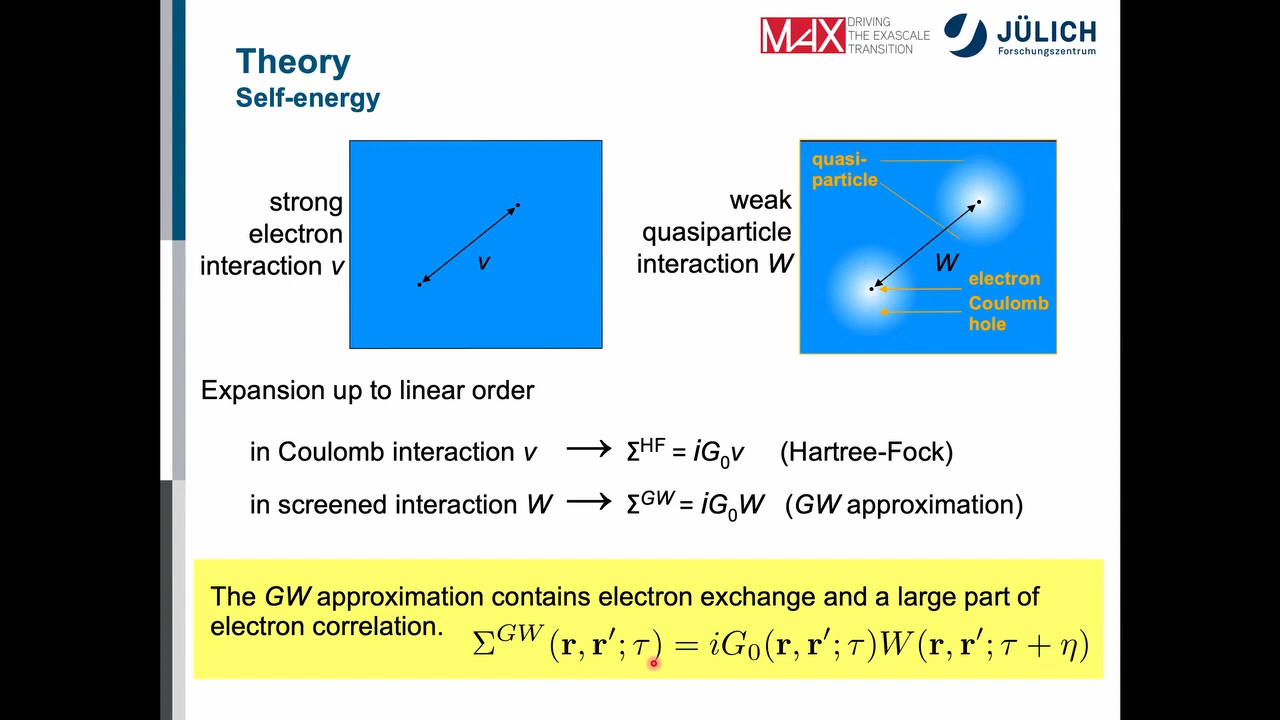 MAX DRIVING
THE EXASCALE
TRANSITION
JÜLICH
Forschungszentrum
Theory
Self-energy
strong
electron
interaction v
v
weak
quasiparticle
interaction W
quasi-
particle
W
electron
Coulomb
hole
Expansion up to linear order
in Coulomb interaction v → Σ^HF = iG₀v (Hartree-Fock)
in screened interaction W → Σ^GW = iG₀W (GW approximation)
The GW approximation contains electron exchange and a large part of
electron correlation. Σ^GW(r, r′; τ) = iG₀(r, r′; τ)W(r, r′; τ + η)